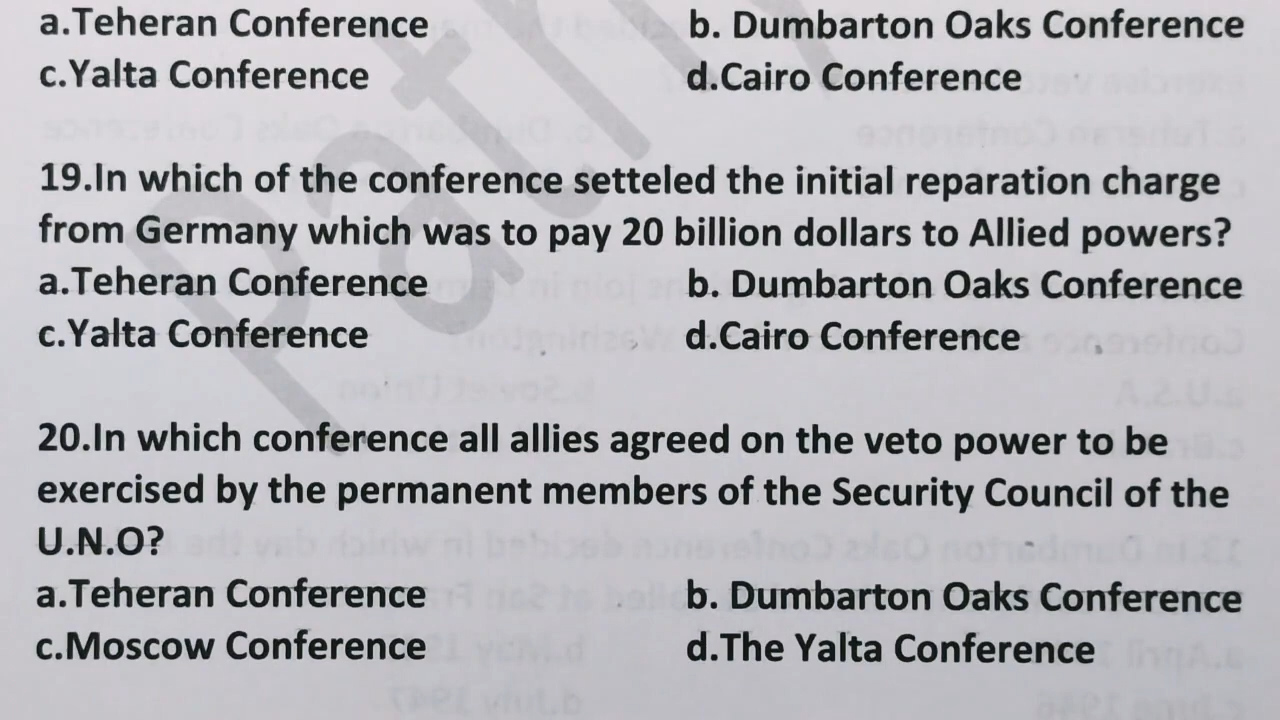 a.Teheran Conference b. Dumbarton Oaks Conference
c.Yalta Conference d.Cairo Conference
19.In which of the conference setteled the initial reparation charge
from Germany which was to pay 20 billion dollars to Allied powers?
a.Teheran Conference b. Dumbarton Oaks Conference
c.Yalta Conference d.Cairo Conference
20.In which conference all allies agreed on the veto power to be
exercised by the permanent members of the Security Council of the
U.N.O?
a.Teheran Conference b. Dumbarton Oaks Conference
c.Moscow Conference d.The Yalta Conference